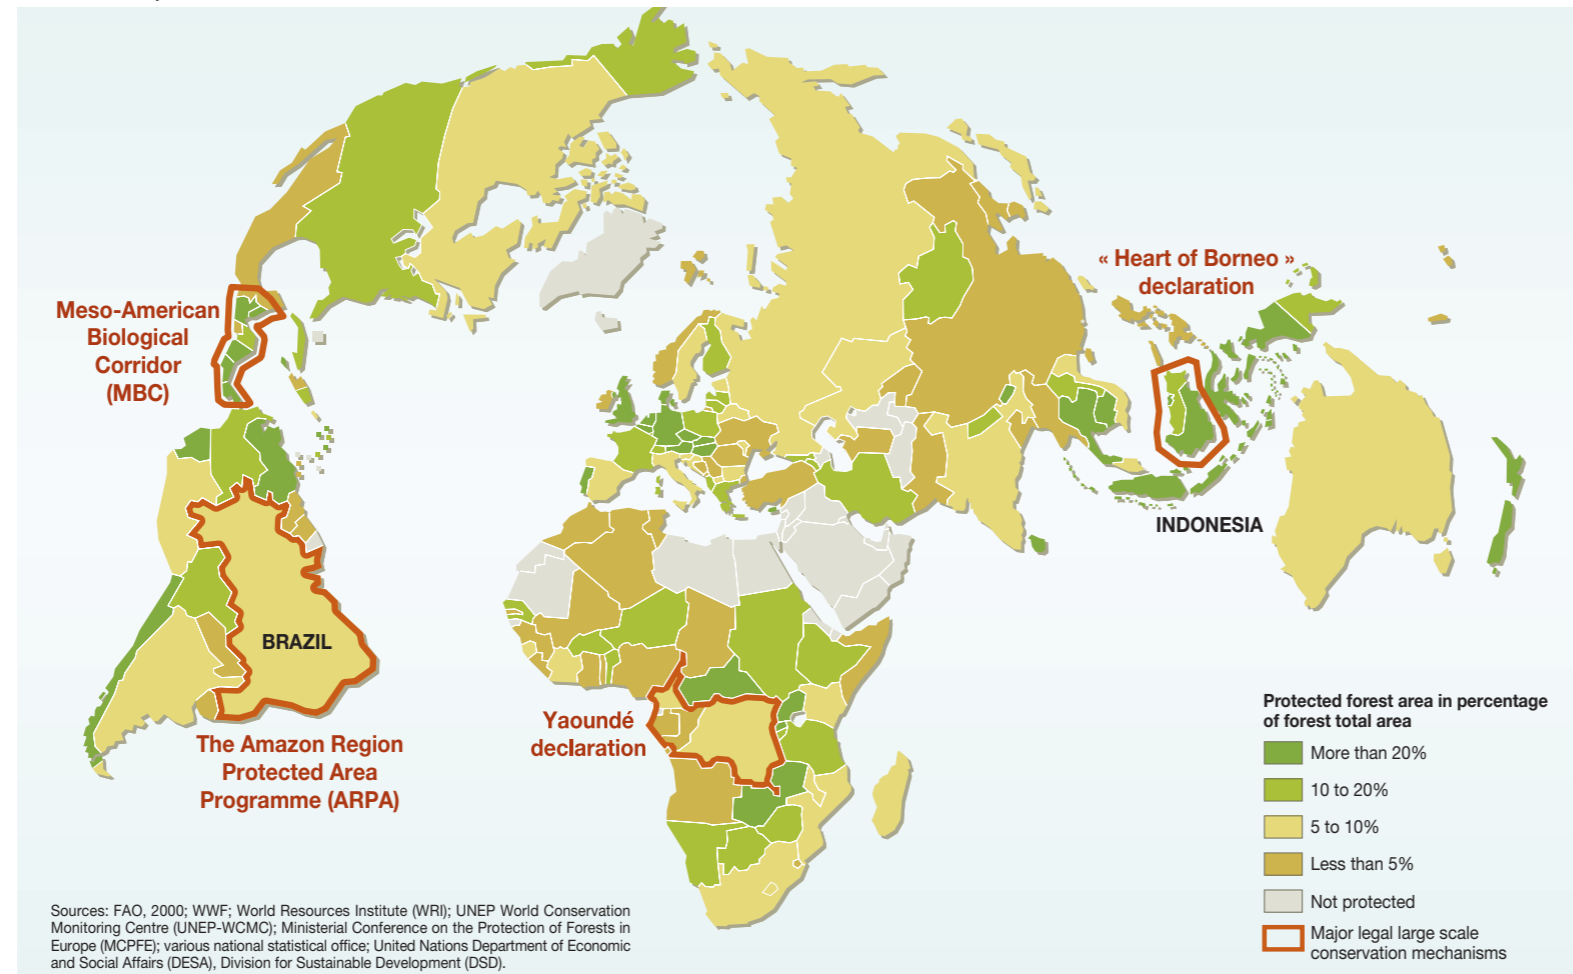 « Heart of Borneo »
declaration
Meso-American
Biological
Corridor
(MBC)
INDONESIA
BRAZIL
The Amazon Region
Protected Area
Programme (ARPA)
Yaoundé
declaration
Protected forest area in percentage
of forest total area
More than 20%
10 to 20%
5 to 10%
Less than 5%
Not protected
Major legal large scale
conservation mechanisms
Sources: FAO, 2000; WWF; World Resources Institute (WRI); UNEP World Conservation
Monitoring Centre (UNEP-WCMC); Ministerial Conference on the Protection of Forests in
Europe (MCPFE); various national statistical office; United Nations Department of Economic
and Social Affairs (DESA), Division for Sustainable Development (DSD).